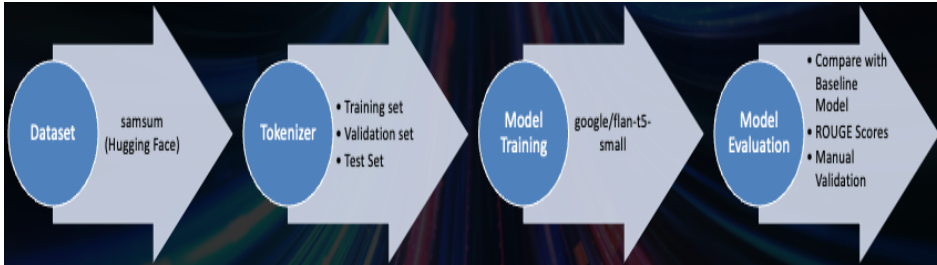 Dataset
samsum
(Hugging Face)
Tokenizer
• Training set
• Validation set
• Test Set
Model
Training
google/flan-t5-
small
Model
Evaluation
• Compare with
Baseline
Model
• ROUGE Scores
• Manual
Validation